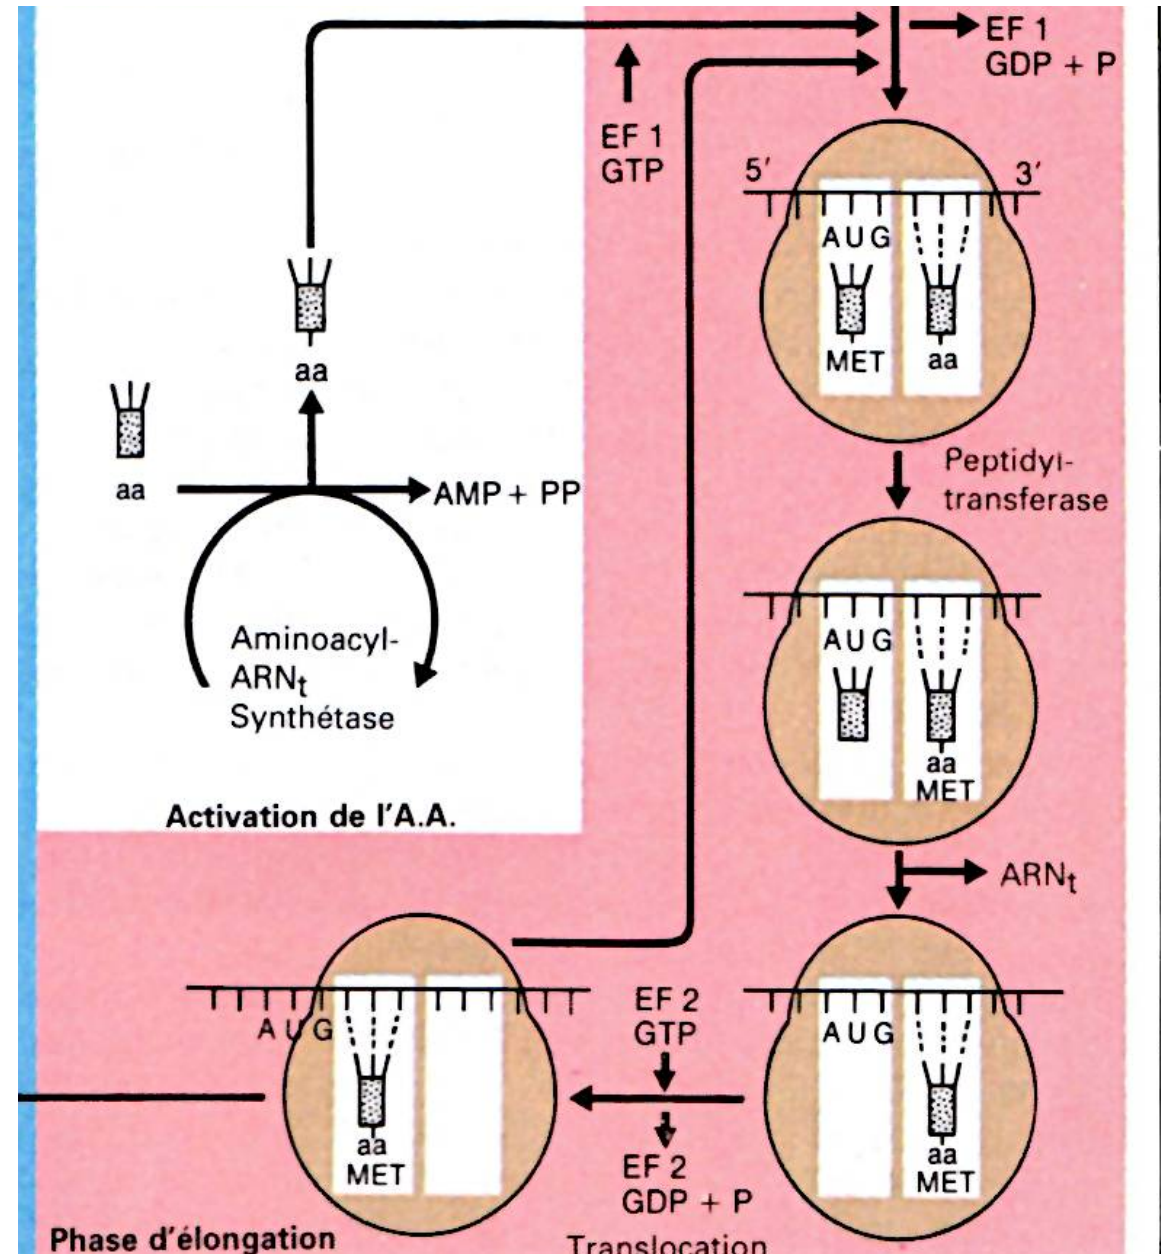 EF 1
GDP + P
EF 1
GTP
5'
3'
AUG
MET
aa
aa
aa
AMP + PP
Aminoacyl-
ARNt
Synthétase
Activation de l'A.A.
Peptidyl-
transferase
AUG
aa
MET
ARNt
AUG
aa
MET
EF 2
GTP
EF 2
GDP + P
Translocation
AUG
aa
MET
Phase d'élongation